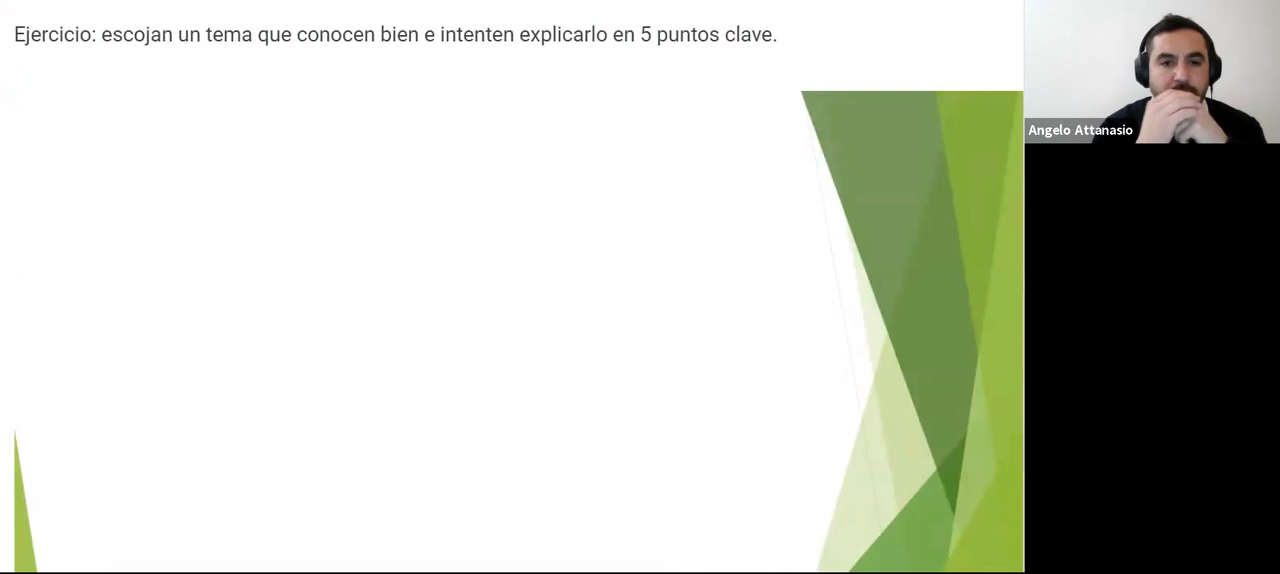 Ejercicio: escojan un tema que conocen bien e intenten explicarlo en 5 puntos clave.
Angelo Attanasio